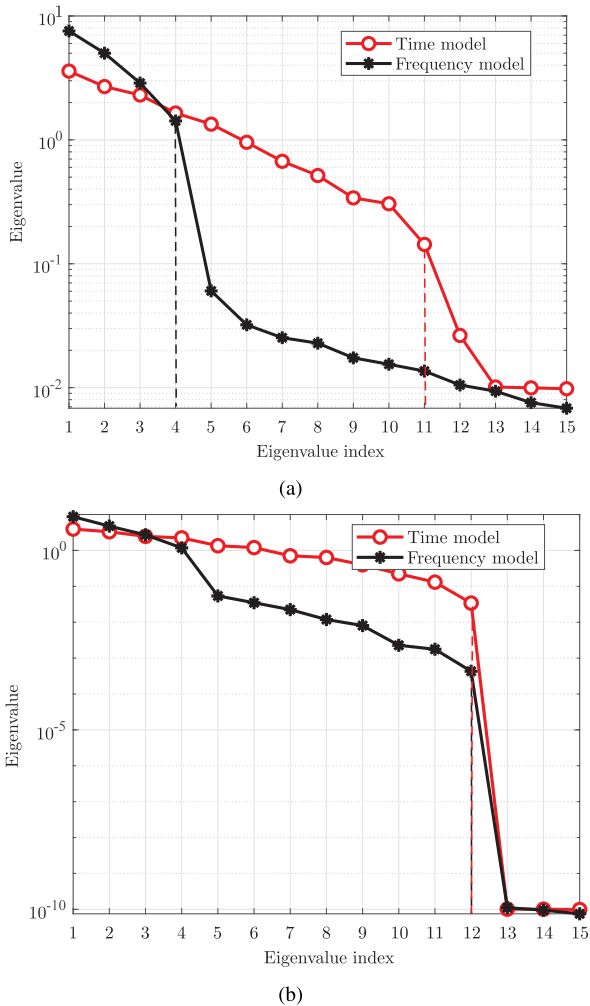 10^1
Time model
Frequency model
10^0
Eigenvalue
10^-1
10^-2
1 2 3 4 5 6 7 8 9 10 11 12 13 14 15
Eigenvalue index
(a)
Time model
Frequency model
10^0
Eigenvalue
10^-5
10^-10
1 2 3 4 5 6 7 8 9 10 11 12 13 14 15
Eigenvalue index
(b)